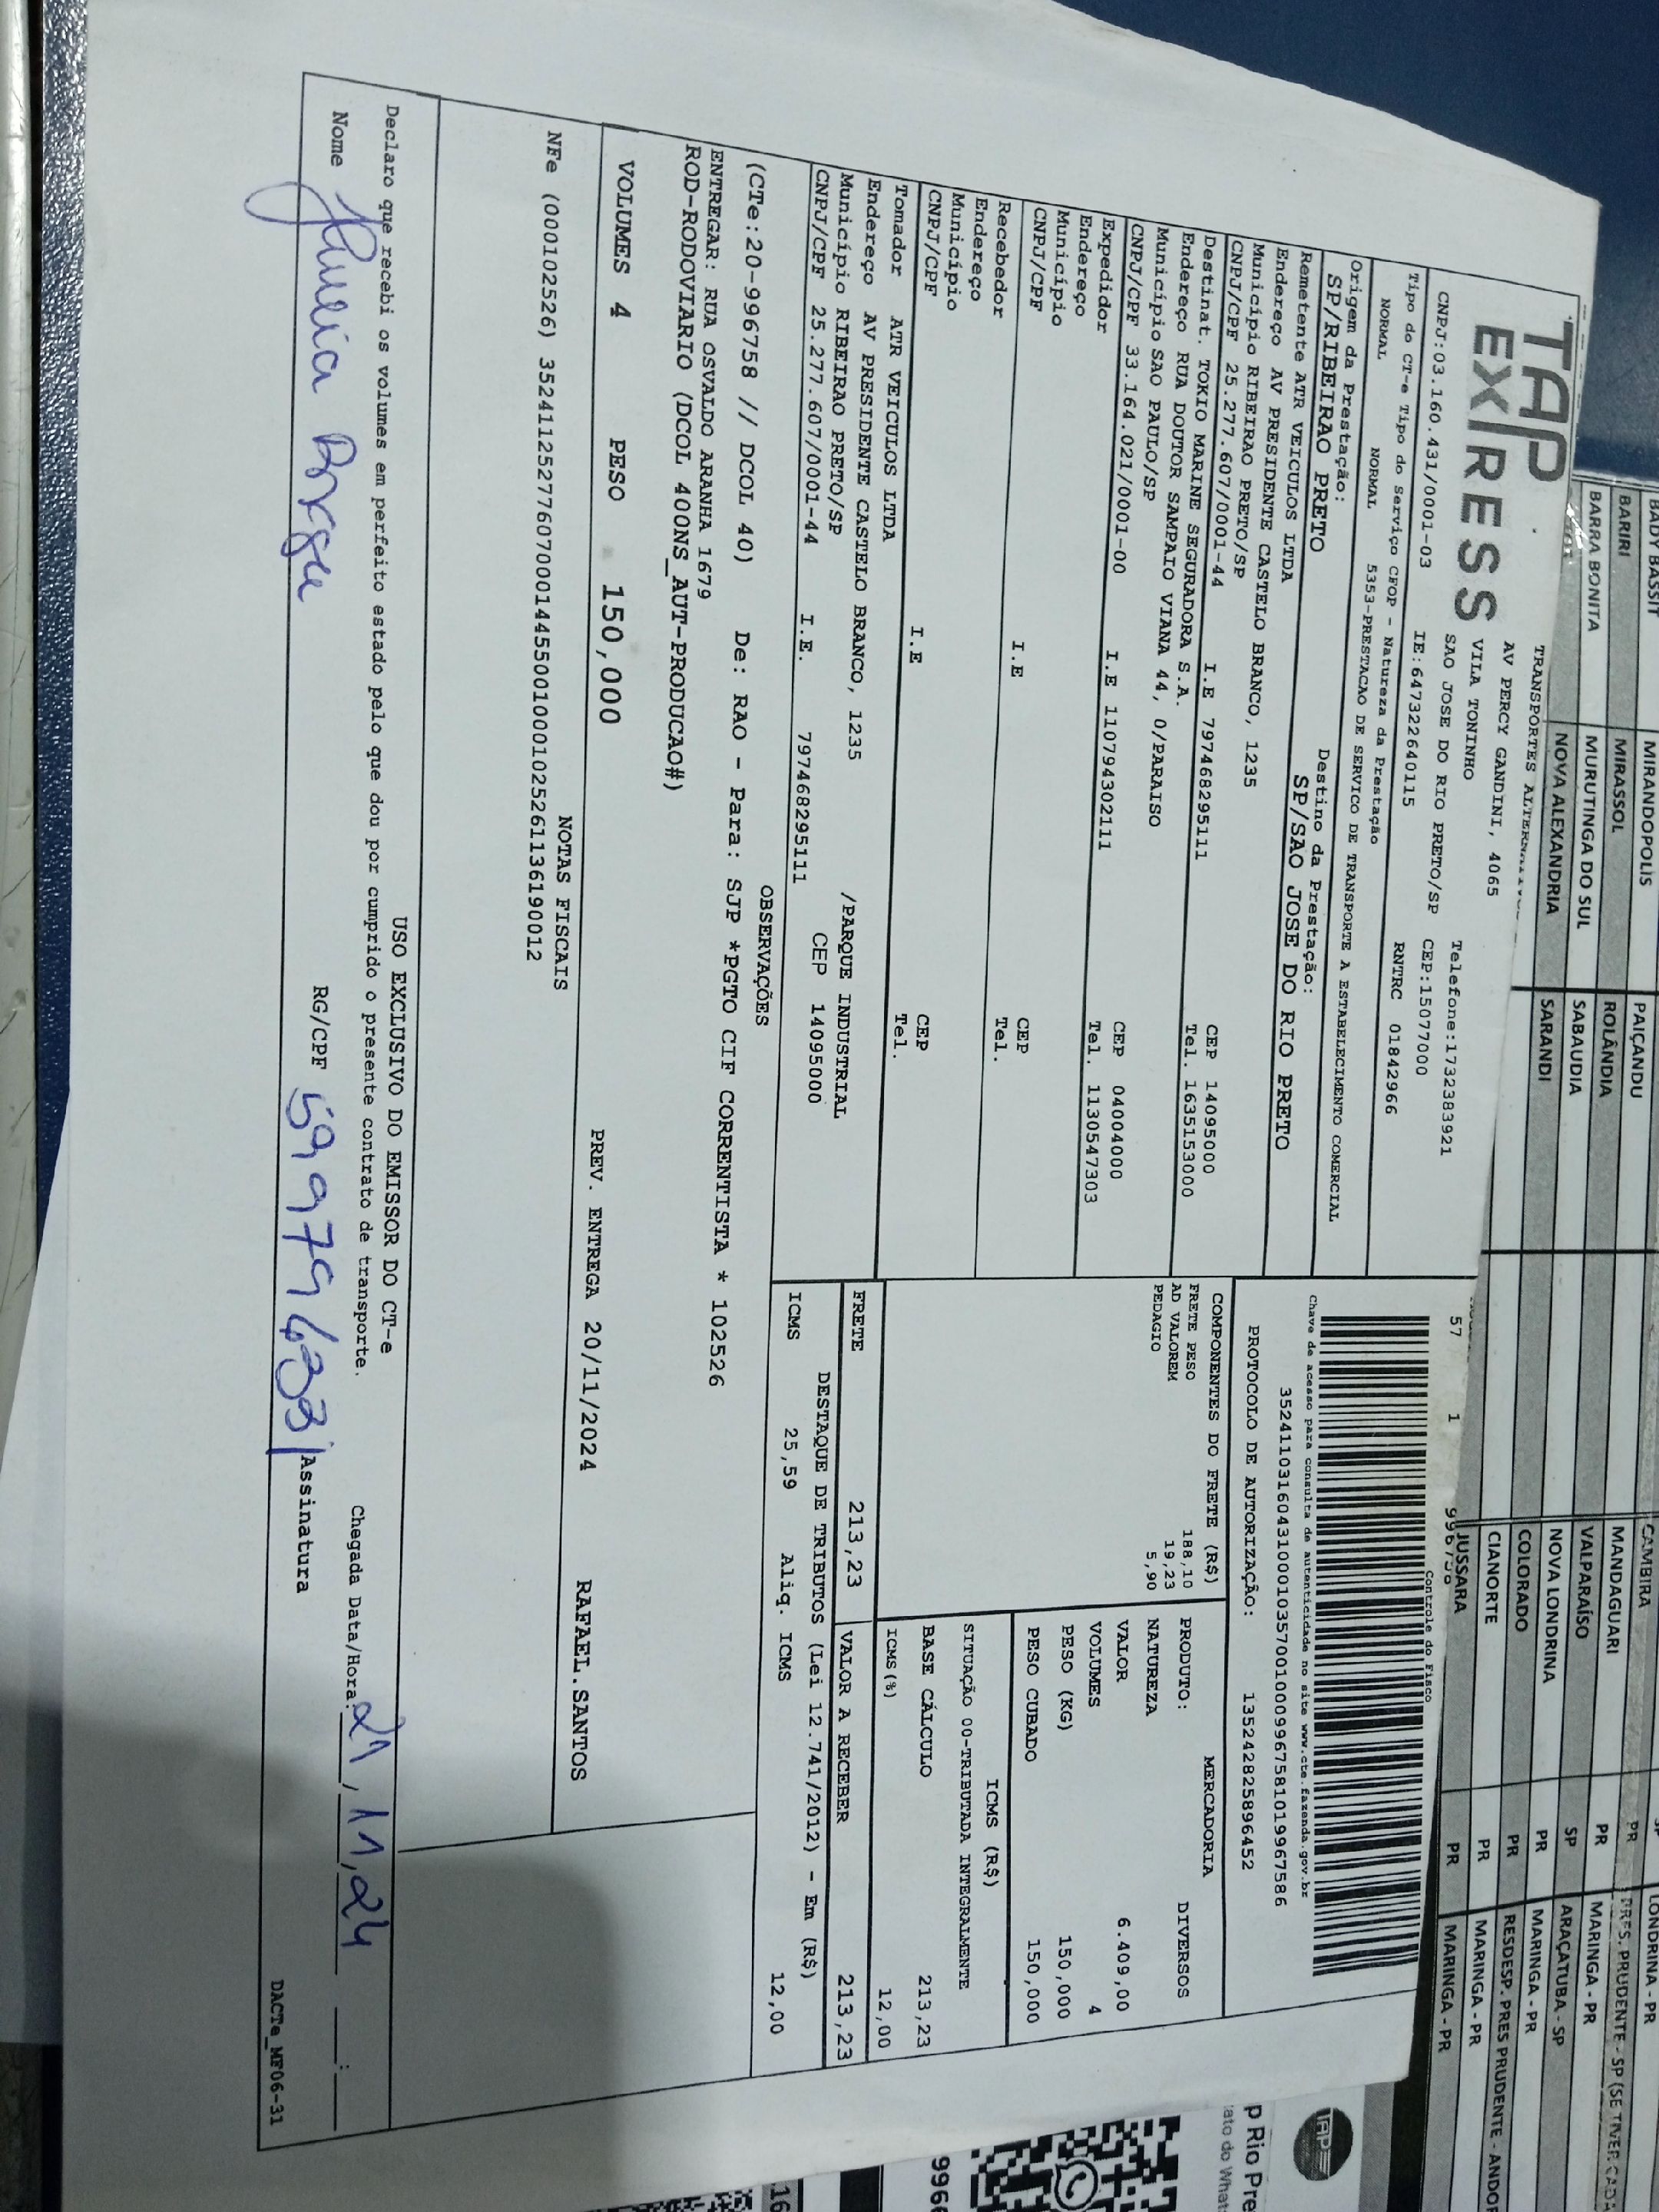 TAP
EXPRESS
TRANSPORTES
AV PERCY GANDINI, 4065
VILA TONINHO
SAO JOSE DO RIO PRETO/SP
Telefone:1732383921
CNPJ:03.160.431/0001-03
IE:647322640115
CEP:15077000
Tipo do CT-e Tipo do Serviço CFOP - Natureza da Prestação
RNTRC 01842966
NORMAL NORMAL 5353-PRESTACAO DE SERVICO DE TRANSPORTE A ESTABELECIMENTO COMERCIAL
Origem da Prestação: Destino da Prestação:
SP/RIBEIRAO PRETO SP/SAO JOSE DO RIO PRETO
Remetente ATR VEICULOS LTDA
Endereço AV PRESIDENTE CASTELO BRANCO, 1235
Município RIBEIRAO PRETO/SP CEP 14095000
CNPJ/CPF 25.277.607/0001-44 I.E 797468295111 Tel. 1635153000
Destinat. TOKIO MARINE SEGURADORA S.A.
Endereço RUA DOUTOR SAMPAIO VIANA 44, 0/PARAISO
Município SAO PAULO/SP CEP 04004000
CNPJ/CPF 33.164.021/0001-00 I.E 110794302111 Tel. 1130547303
Expedidor
Endereço
Município CEP
CNPJ/CPF I.E Tel.
Recebedor
Endereço
Município CEP
CNPJ/CPF I.E Tel.
Tomador ATR VEICULOS LTDA
Endereço AV PRESIDENTE CASTELO BRANCO, 1235 /PARQUE INDUSTRIAL
Município RIBEIRAO PRETO/SP CEP 14095000
CNPJ/CPF 25.277.607/0001-44 I.E. 797468295111
57 1
Controle do Fisco
Chave de acesso para consulta de autenticidade no site www.cte.fazenda.gov.br
35241103160431000103570010009967581019967586
PROTOCOLO DE AUTORIZAÇÃO: 135242825896452
COMPONENTES DO FRETE (R$)
FRETE PESO 188,10
AD VALOREM 19,23
PEDAGIO 5,90
MERCADORIA
PRODUTO: DIVERSOS
NATUREZA
VALOR 6.409,00
VOLUMES 4
PESO (KG) 150,000
PESO CUBADO 150,000
ICMS (R$)
SITUAÇÃO 00-TRIBUTADA INTEGRALMENTE
BASE CÁLCULO 213,23
ICMS(%) 12,00
FRETE 213,23 VALOR A RECEBER 213,23
DESTAQUE DE TRIBUTOS (Lei 12.741/2012) - Em (R$)
ICMS 25,59 Aliq. ICMS 12,00
OBSERVAÇÕES
(CTe:20-996758 // DCOL 40) De: RAO - Para: SJP *PGTO CIF CORRENTISTA * 102526
ENTREGAR: RUA OSVALDO ARANHA 1679
ROD-RODOVIARIO (DCOL 400NS_AUT-PRODUCAO#)
VOLUMES 4 PESO 150,000 PREV. ENTREGA 20/11/2024 RAFAEL.SANTOS
NOTAS FISCAIS
NFe (000102526) 35241125277607000144550010001025261136190012
USO EXCLUSIVO DO EMISSOR DO CT-e
Declaro que recebi os volumes em perfeito estado pelo que dou por cumprido o presente contrato de transporte.
Chegada Data/Hora: 21, 11, 24 __:__
Nome RG/CPF 599796433 Assinatura
DACTe_MF06-31
MIRANDOPOLIS PAIÇANDU CAMBIRA PR LONDRINA - PR
BARIRI MIRASSOL ROLÂNDIA MANDAGUARI PR
BARRA BONITA MURUTINGA DO SUL SABAUDIA VALPARAÍSO SP ARAÇATUBA - SP
NOVA ALEXANDRIA SARANDI NOVA LONDRINA PR MARINGA - PR
COLORADO PR
CIANORTE PR MARINGA - PR
JUSSARA PR MARINGA - PR
TAP
p Rio Pre